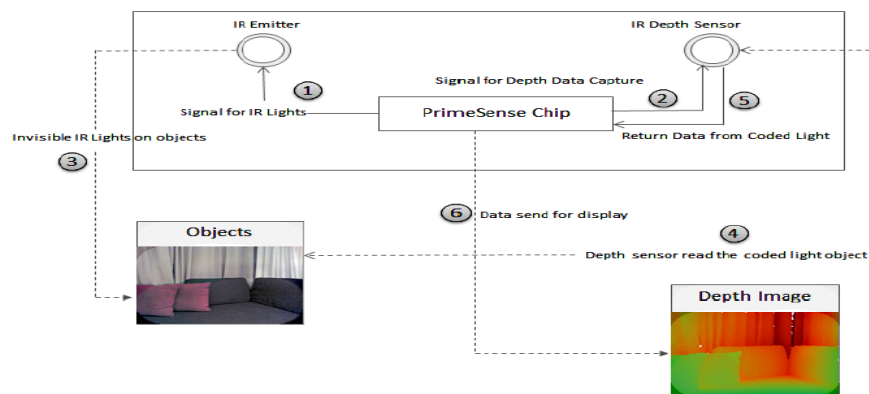 IR Emitter
IR Depth Sensor
1
Signal for Depth Data Capture
2
5
Signal for IR Lights
PrimeSense Chip
Invisible IR Lights on objects
Return Data from Coded Light
3
6
Data send for display
4
Objects
Depth sensor read the coded light object
Depth Image